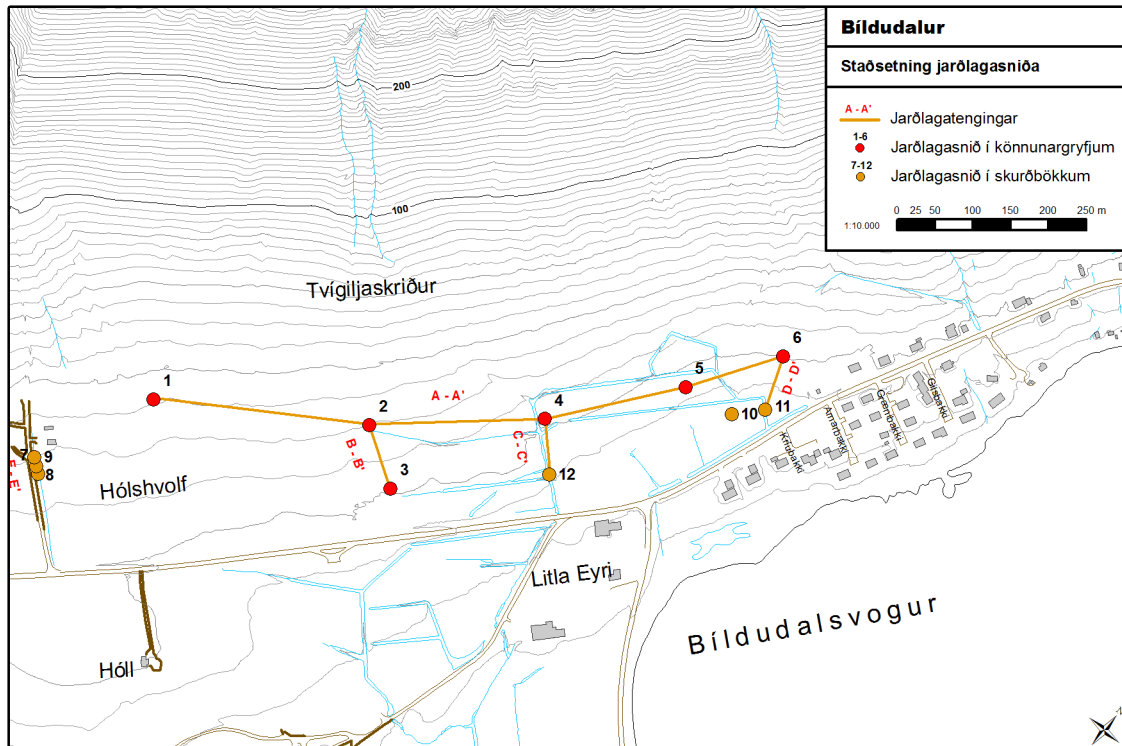 Bíldudalur
Staðsetning jarðlagasniða
A - A'
Jarðlagatengingar
1-6
Jarðlagasnið í könnunargryfjum
7-12
Jarðlagasnið í skurðbökkum
0 25 50 100 150 200 250 m
1:10.000
200
100
Tvígiljaskriður
6
5
D - D'
1
A - A'
4
2
10
11
Gilsbakki
Grænibakki
Arnarbakki
Hnúbakki
B - B'
C - C'
7
9
3
12
8
E - E'
Hólshvolf
Litla Eyri
Bíldudalsvogur
Hóll